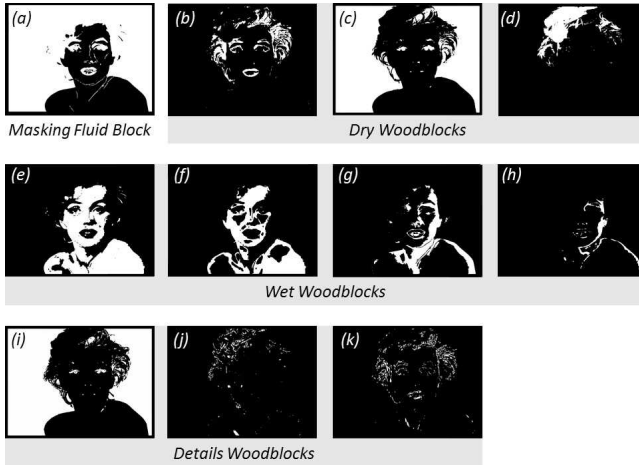 (a) (b) (c) (d)
Masking Fluid Block Dry Woodblocks
(e) (f) (g) (h)
Wet Woodblocks
(i) (j) (k)
Details Woodblocks